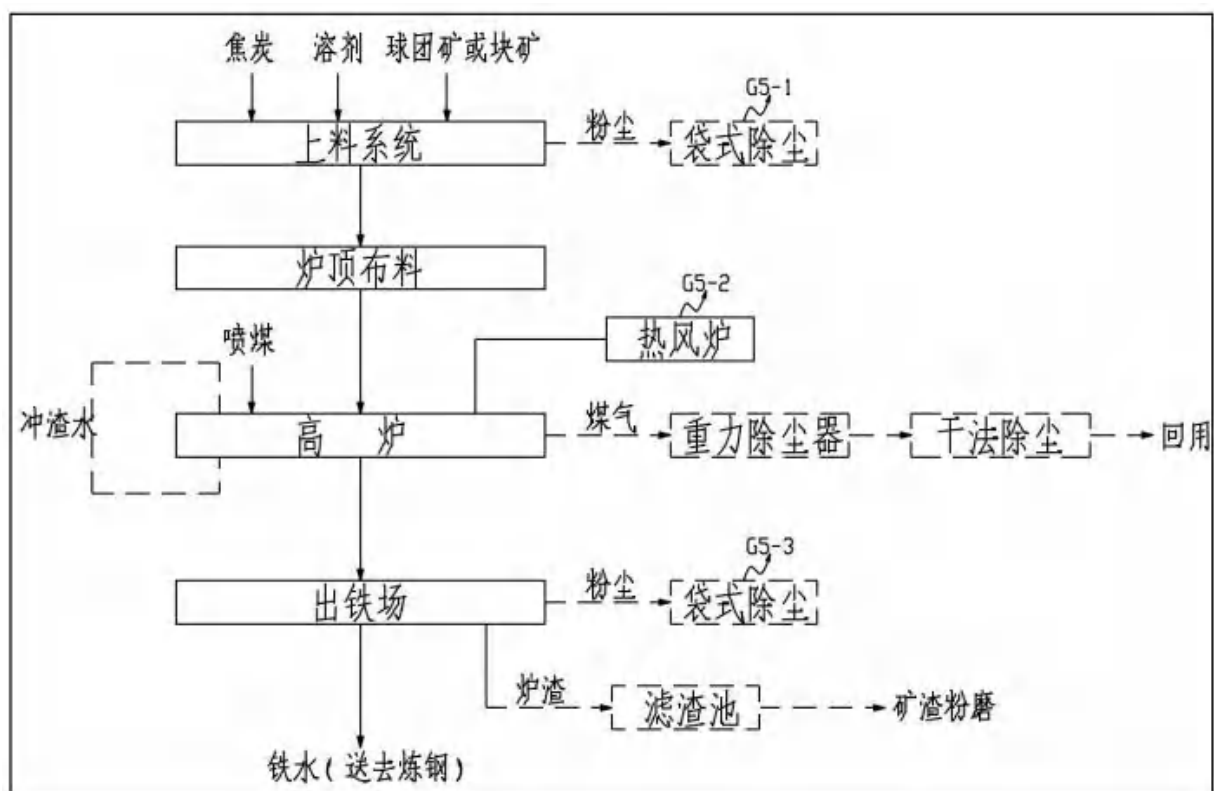 焦炭 溶剂 球团矿或块矿
G5-1
上料系统 粉尘 袋式除尘
炉顶布料
G5-2
热风炉
喷煤
冲渣水
高 炉 煤气 重力除尘器 干法除尘 回用
G5-3
出铁场 粉尘 袋式除尘
炉渣 滤渣池 矿渣粉磨
铁水(送去炼钢)